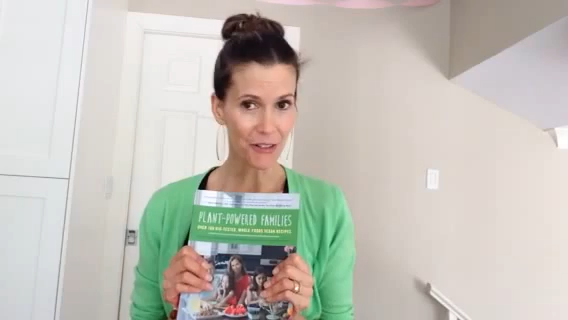 PLANT-POWERED FAMILIES
OVER 100 KID-TESTED, WHOLE-FOODS VEGAN RECIPES